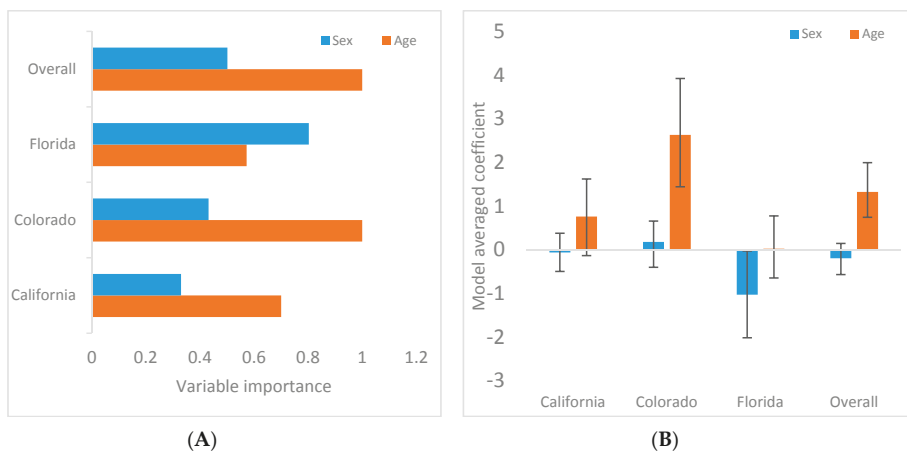 Sex Age
Overall
Florida
Colorado
California
0 0.2 0.4 0.6 0.8 1 1.2
Variable importance
(A)
Sex Age
Model averaged coefficient
5
4
3
2
1
0
-1
-2
-3
California Colorado Florida Overall
(B)